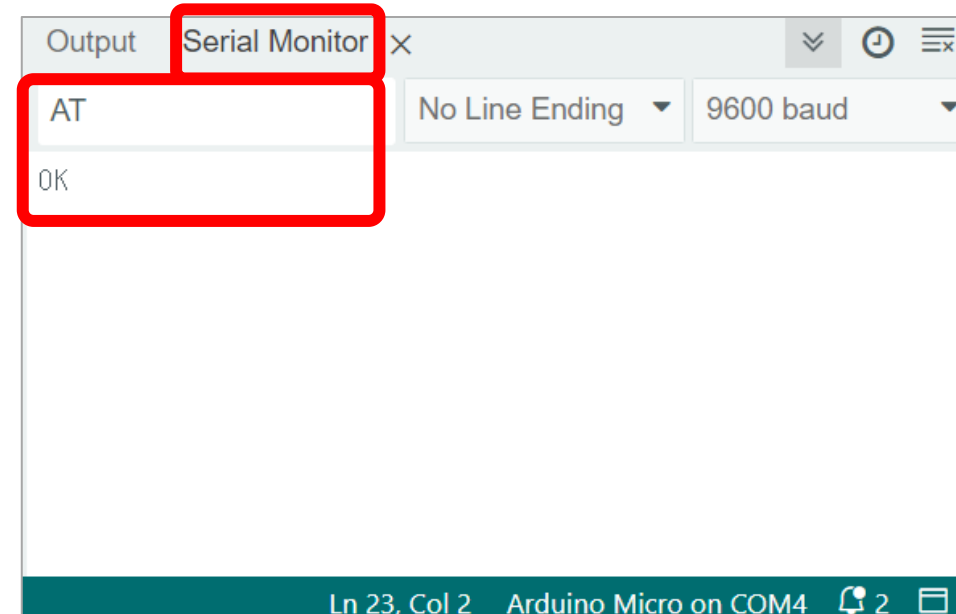 Output Serial Monitor
AT No Line Ending 9600 baud
OK
Ln 23, Col 2 Arduino Micro on COM4 2